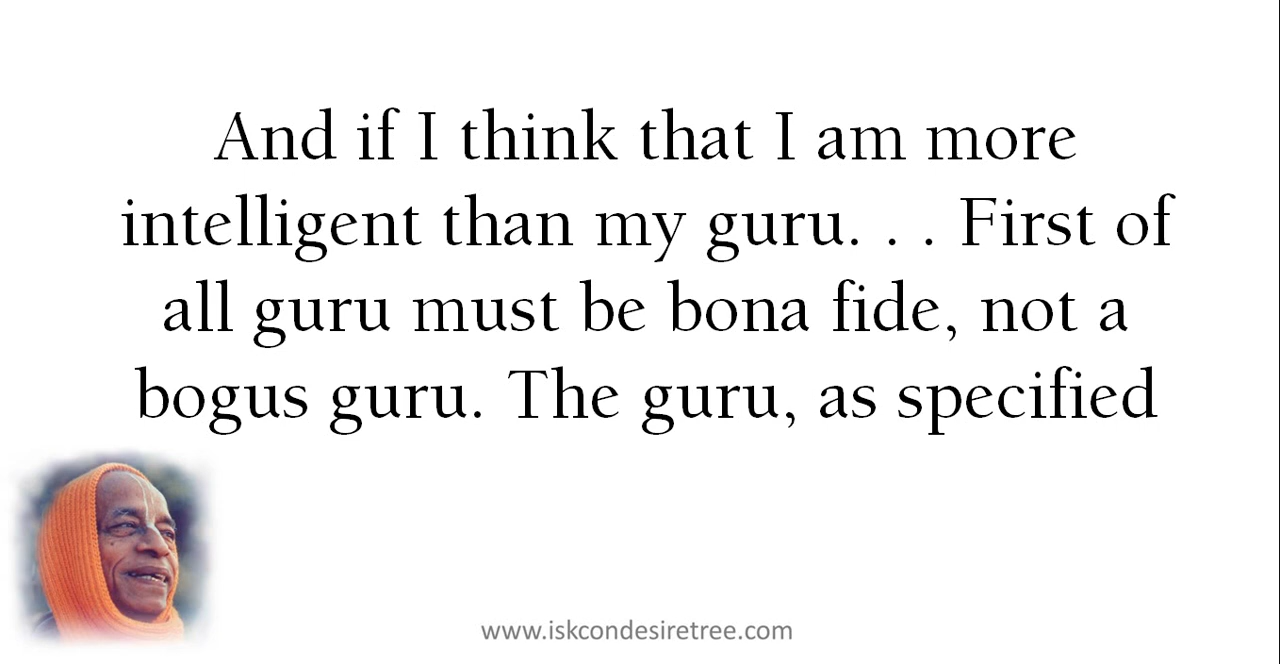 And if I think that I am more
intelligent than my guru. . . First of
all guru must be bona fide, not a
bogus guru. The guru, as specified
www.iskcondesiretree.com